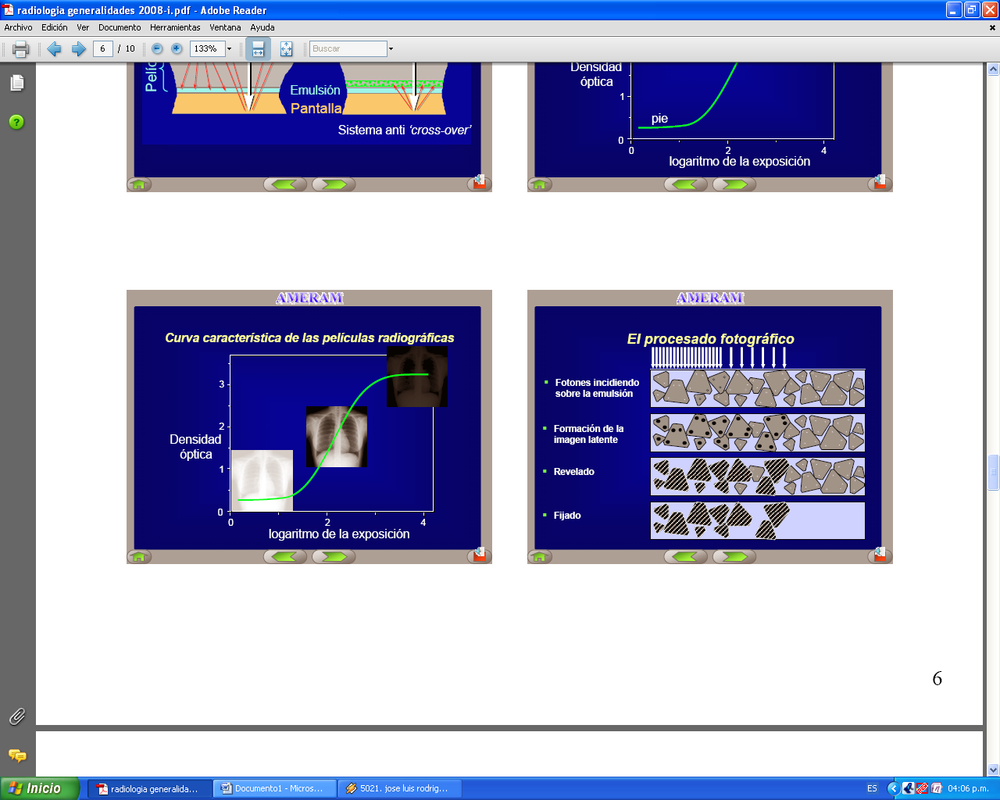 radiologia generalidades 2008-i.pdf - Adobe Reader
Archivo Edición Ver Documento Herramientas Ventana Ayuda
6 / 10 133% Buscar
Emulsión
Pantalla
Sistema anti ‘cross-over’
Densidad
óptica
1
pie
0
0 2 4
logaritmo de la exposición
AMERAM
Curva característica de las películas radiográficas
3
2
Densidad
óptica
1
0
0 2 4
logaritmo de la exposición
AMERAM
El procesado fotográfico
Fotones incidiendo
sobre la emulsión
Formación de la
imagen latente
Revelado
Fijado
6
Inicio
radiologia generalida...
Documento1 - Micros...
5021. jose luis rodrig...
ES
04:06 p.m.